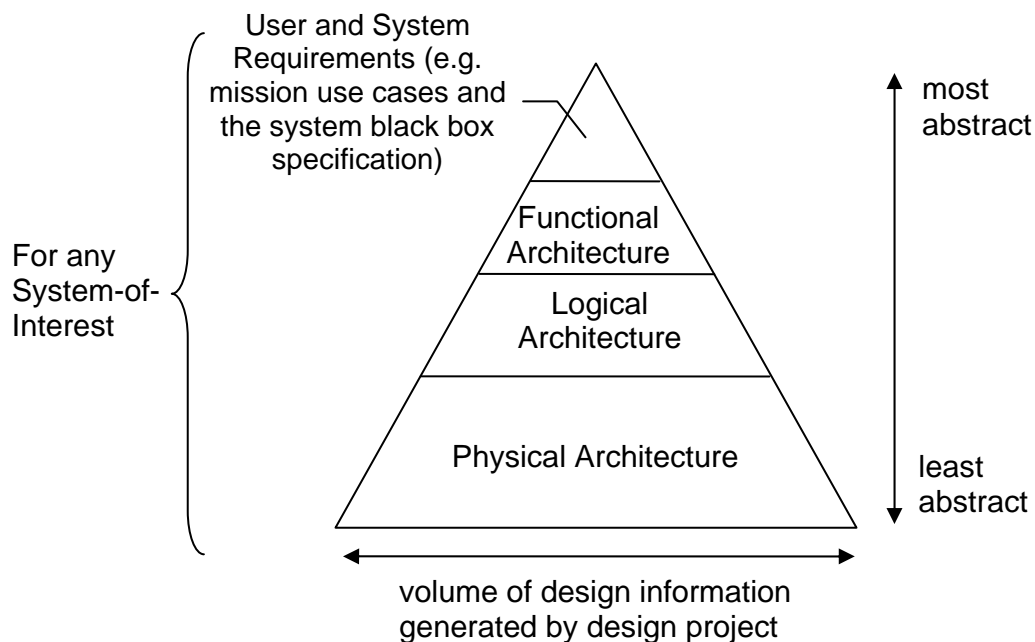 User and System
Requirements (e.g.
mission use cases and
the system black box
specification)
most
abstract
Functional
Architecture
For any
System-of-
Interest
Logical
Architecture
Physical Architecture
least
abstract
volume of design information
generated by design project